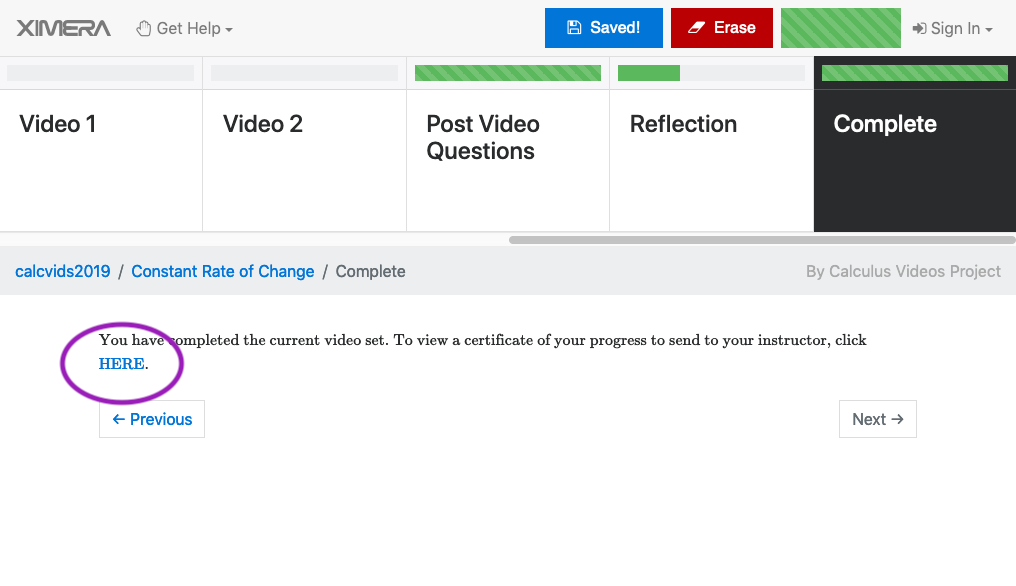 XIMERA Get Help Saved! Erase Sign In
Video 1 Video 2 Post Video Questions Reflection Complete
calcvids2019 / Constant Rate of Change / Complete By Calculus Videos Project
You have completed the current video set. To view a certificate of your progress to send to your instructor, click
HERE.
← Previous Next →